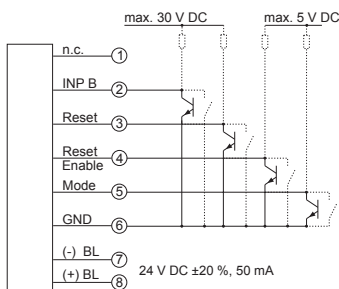 max. 30 V DC
max. 5 V DC
n.c. 1
INP B 2
Reset 3
Reset Enable 4
Mode 5
GND 6
(-) BL 7
(+) BL 8
24 V DC ±20 %, 50 mA